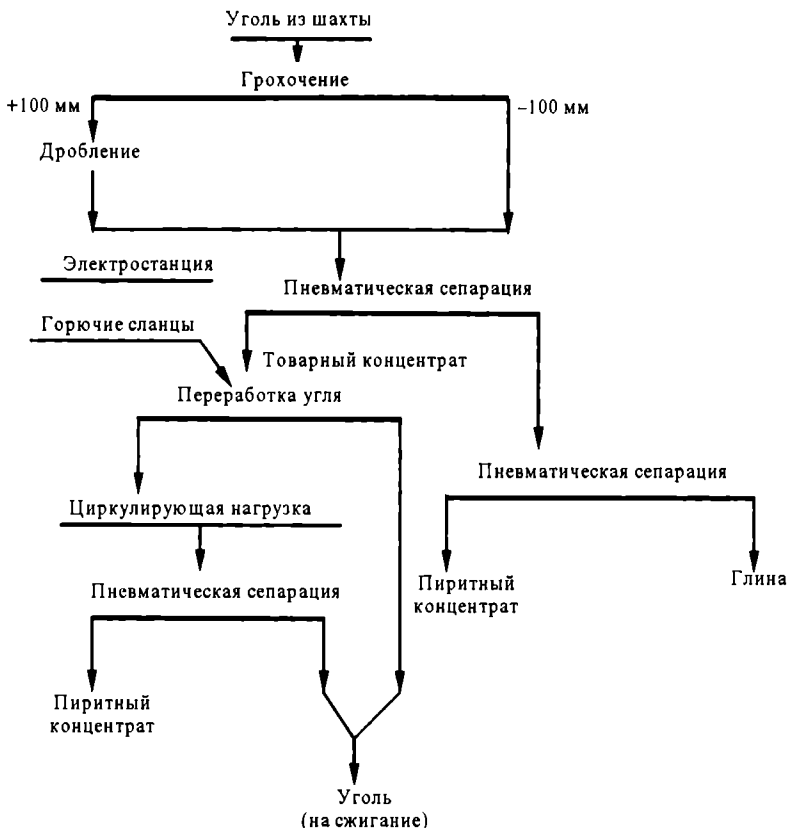 Уголь из шахты
Грохочение
+100 мм
–100 мм
Дробление
Электростанция
Пневматическая сепарация
Горючие сланцы
Товарный концентрат
Переработка угля
Пневматическая сепарация
Циркулирующая нагрузка
Пиритный
концентрат
Глина
Пневматическая сепарация
Пиритный
концентрат
Уголь
(на сжигание)